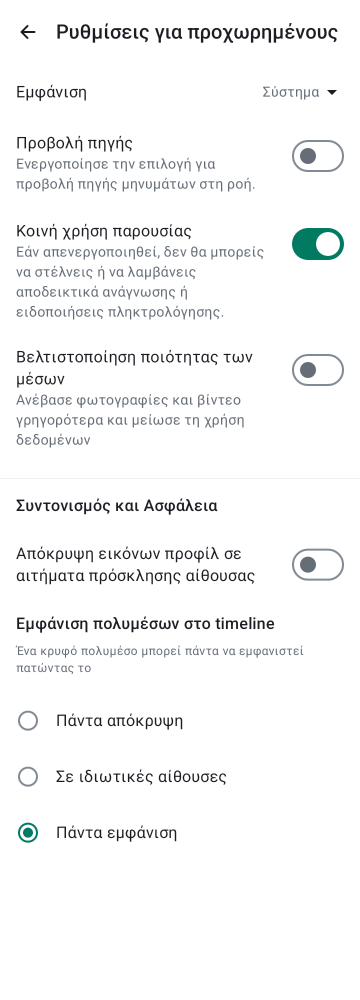 Ρυθμίσεις για προχωρημένους
Εμφάνιση
Σύστημα
Προβολή πηγής
Ενεργοποίησε την επιλογή για
προβολή πηγής μηνυμάτων στη ροή.
Κοινή χρήση παρουσίας
Εάν απενεργοποιηθεί, δεν θα μπορείς
να στέλνεις ή να λαμβάνεις
αποδεικτικά ανάγνωσης ή
ειδοποιήσεις πληκτρολόγησης.
Βελτιστοποίηση ποιότητας των
μέσων
Ανέβασε φωτογραφίες και βίντεο
γρηγορότερα και μείωσε τη χρήση
δεδομένων
Συντονισμός και Ασφάλεια
Απόκρυψη εικόνων προφίλ σε
αιτήματα πρόσκλησης αίθουσας
Εμφάνιση πολυμέσων στο timeline
Ένα κρυφό πολυμέσο μπορεί πάντα να εμφανιστεί
πατώντας το
Πάντα απόκρυψη
Σε ιδιωτικές αίθουσες
Πάντα εμφάνιση